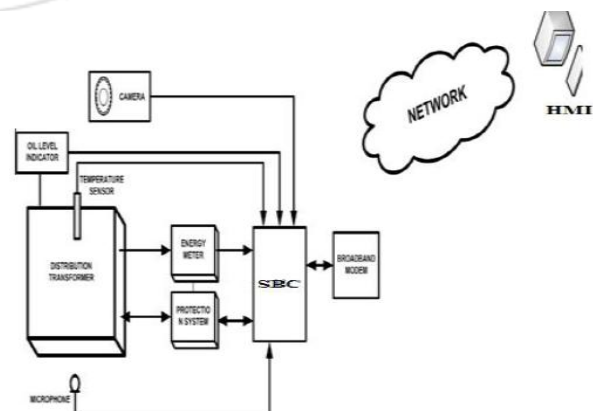 CAMERA
NETWORK
HMI
OIL LEVEL
INDICATOR
TEMPERATURE
SENSOR
DISTRIBUTION
TRANSFORMER
ENERGY
METER
PROTECTIO
N SYSTEM
SBC
BROADBAND
MODEM
MICROPHONE